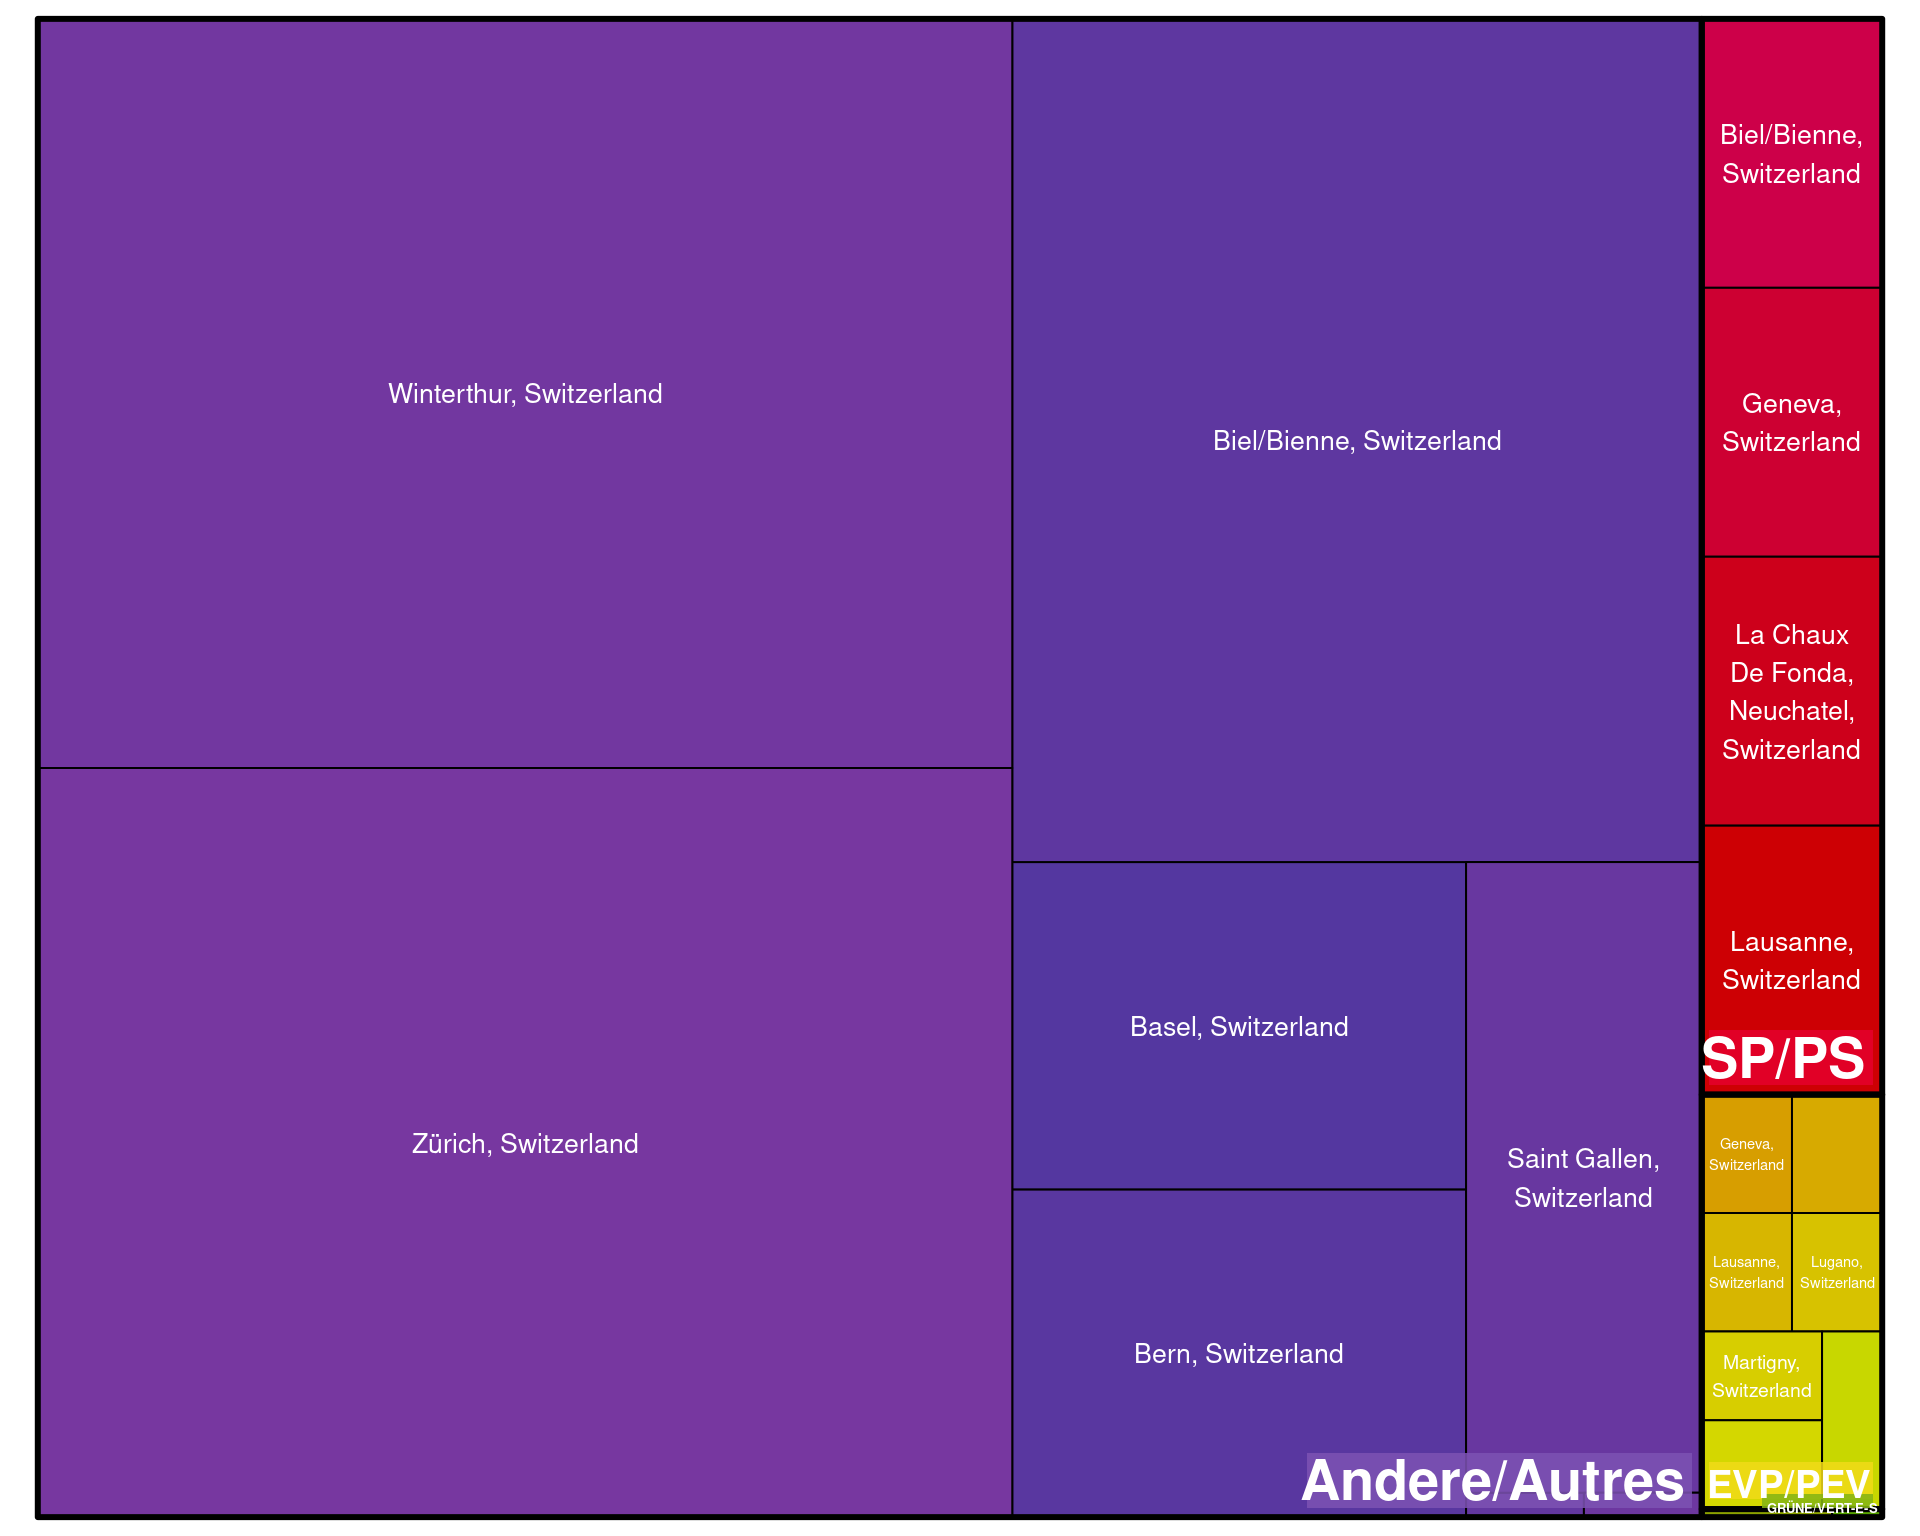 Winterthur, Switzerland
Zürich, Switzerland
Biel/Bienne, Switzerland
Basel, Switzerland
Bern, Switzerland
Saint Gallen,
Switzerland
Andere/Autres
Biel/Bienne,
Switzerland
Geneva,
Switzerland
La Chaux
De Fonda,
Neuchatel,
Switzerland
Lausanne,
Switzerland
SP/PS
Geneva,
Switzerland
Lausanne,
Switzerland
Lugano,
Switzerland
Martigny,
Switzerland
EVP/PEV
GRÜNE/VERT-E-S